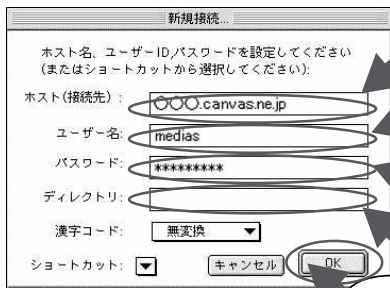 新規接続...
ホスト名、ユーザーID,パスワードを設定してください
(またはショートカットから選択してください):
ホスト(接続先): 〇〇〇.canvas.ne.jp
ユーザー名: medias
パスワード: *********
ディレクトリ:
漢字コード: 無変換
ショートカット: キャンセル OK